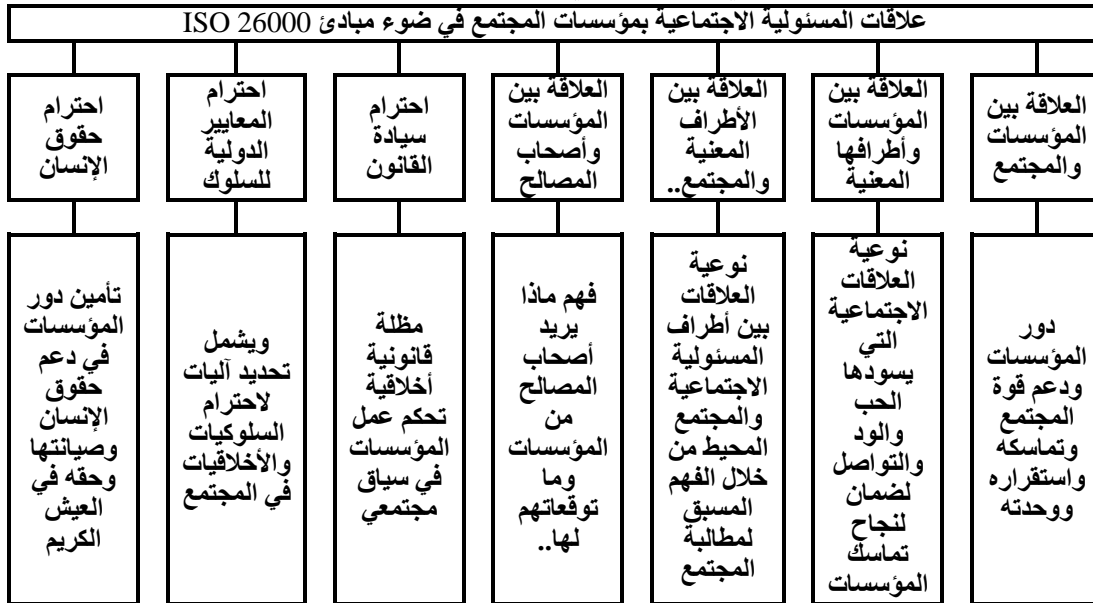 علاقات المسئولية الاجتماعية بمؤسسات المجتمع في ضوء مبادئ ISO 26000
العلاقة بين
المؤسسات
والمجتمع
العلاقة بين
المؤسسات
وأطرافها
المعنية
العلاقة بين
الأطراف
المعنية
والمجتمع..
العلاقة بين
المؤسسات
وأصحاب
المصالح
احترام
سيادة
القانون
احترام
المعايير
الدولية
للسلوك
احترام
حقوق
الإنسان
دور
المؤسسات
ودعم قوة
المجتمع
وتماسكه
واستقراره
ووحدته
نوعية
العلاقات
الاجتماعية
التي
يسودها
الحب
والود
والتواصل
لضمان
لنجاح
تماسك
المؤسسات
نوعية
العلاقات
بين أطراف
المسئولية
الاجتماعية
والمجتمع
المحيط من
خلال الفهم
المسبق
لمطالبة
المجتمع
فهم ماذا
يريد
أصحاب
المصالح
من
المؤسسات
وما
توقعاتهم
لها..
مظلة
قانونية
أخلاقية
تحكم عمل
المؤسسات
في سياق
مجتمعي
ويشمل
تحديد آليات
لاحترام
السلوكيات
والأخلاقيات
في المجتمع
تأمين دور
المؤسسات
في دعم
حقوق
الإنسان
وصيانتها
وحقه في
العيش
الكريم